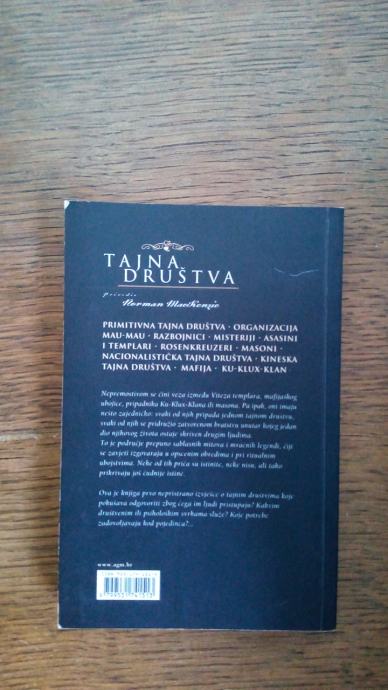 TAJNA
DRUŠTVA
priredio
Norman MacKenzie
PRIMITIVNA TAJNA DRUŠTVA · ORGANIZACIJA
MAU-MAU · RAZBOJNICI · MISTERIJI · ASASINI
I TEMPLARI · ROSENKREUZERI · MASONI ·
NACIONALISTIČKA TAJNA DRUŠTVA · KINESKA
TAJNA DRUŠTVA · MAFIJA · KU-KLUX-KLAN
Nepremostivom se čini veza između Viteza templara, mafijaškog
ubojice, pripadnika Ku-Klux-Klana ili masona. Pa ipak, oni imaju
nešto zajedničko: svaki od njih pripada jednom tajnom društvu,
svaki od njih se pridružio zatvorenom bratstvu unutar kojeg jedan
dio njihovog života ostaje skriven drugim ljudima.
To je područje prepuno sablasnih mitova i mračnih legendi, čiji
se zavjeti izgovaraju u opscenim obredima i pri ritualnim
ubojstvima. Neke od tih priča su istinite, neke nisu, ali tako
prikrivaju još čudnije istine.
Ova je knjiga prvo nepristrano izvješće o tajnim društvima koje
pokušava odgovoriti zbog čega im ljudi pristupaju? Kakvim
društvenim ili psihološkim svrhama služe? Koje potrebe
zadovoljavaju kod pojedinca?...
www.agm.hr